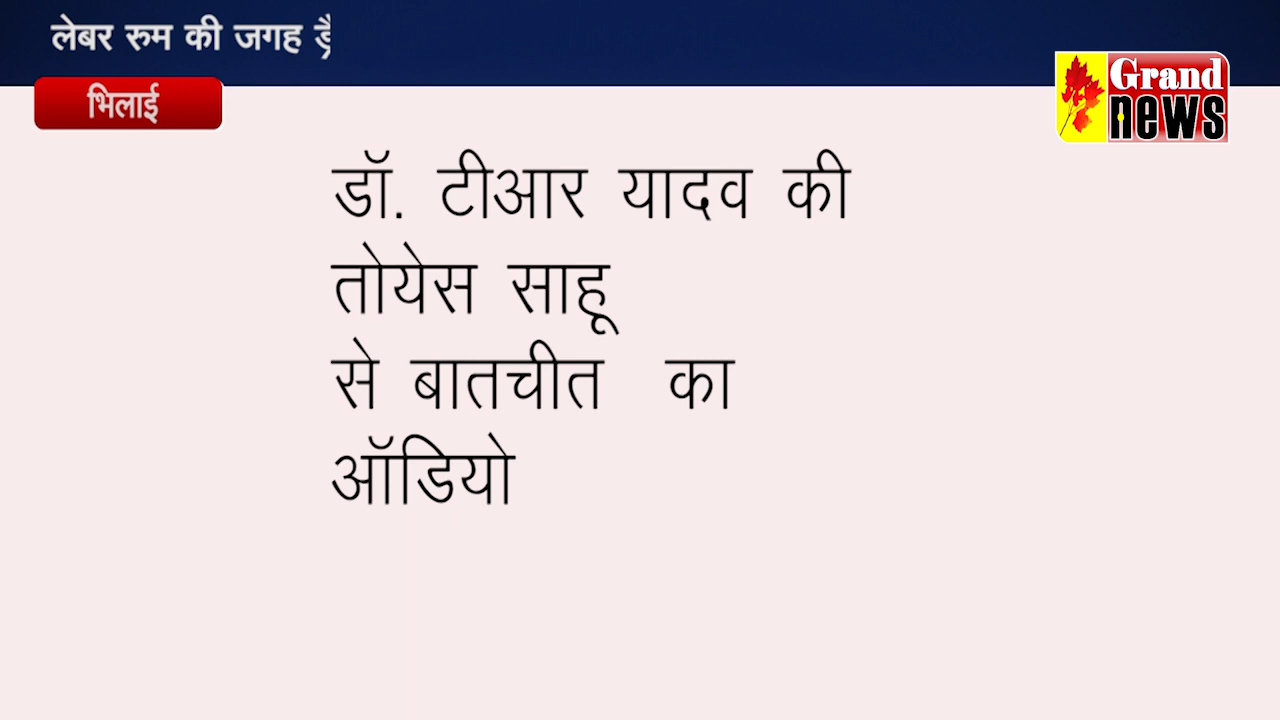 लेबर रुम की जगह
भिलाई
Grand
news
डॉ. टीआर यादव की
तोयेस साहू
से बातचीत का
ऑडियो